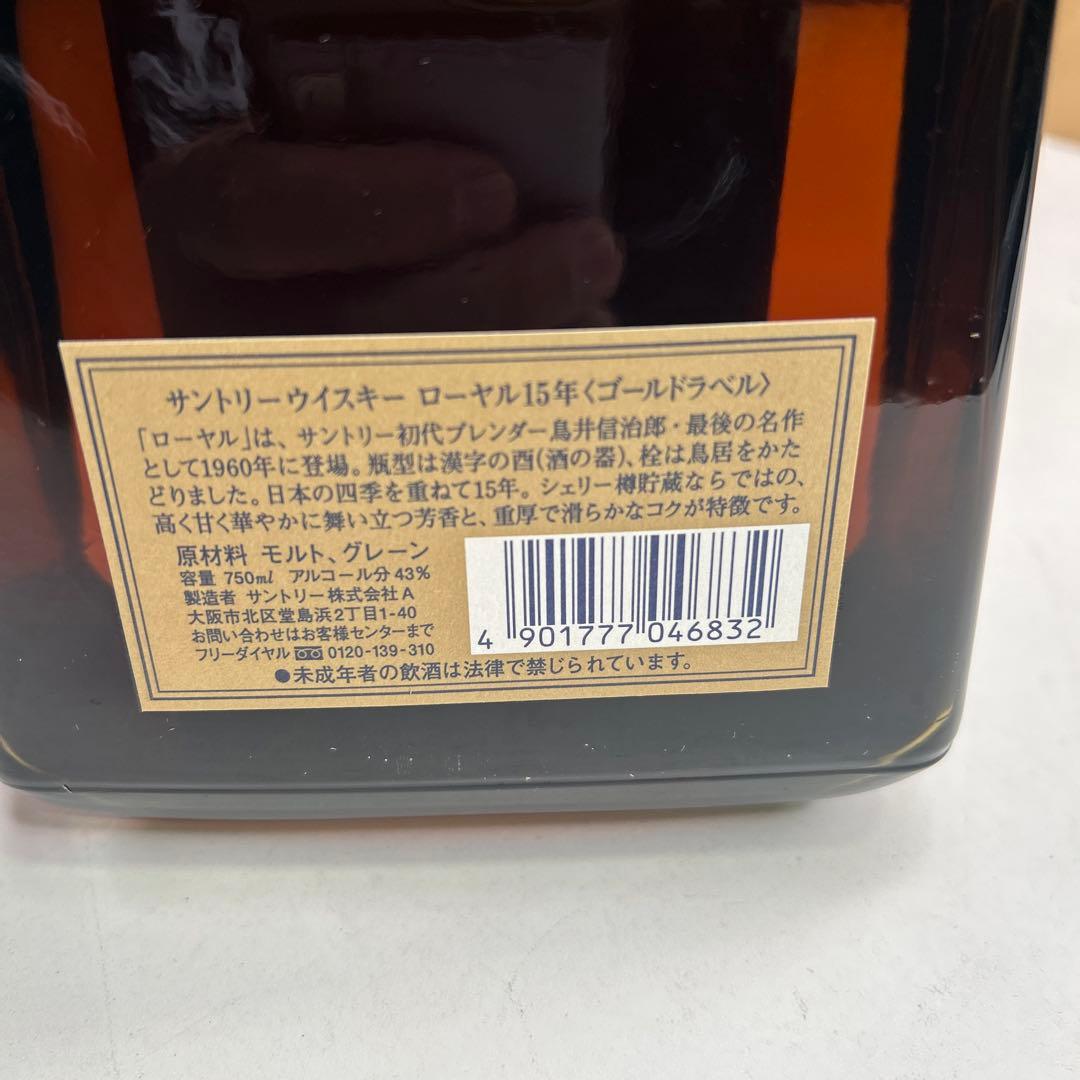 サントリーウイスキー ローヤル15年〈ゴールドラベル〉
「ローヤル」は、サントリー初代ブレンダー鳥井信治郎・最後の名作
として1960年に登場。瓶型は漢字の酉(酒の器)、栓は鳥居をかた
どりました。日本の四季を重ねて15年。シェリー樽貯蔵ならではの、
高く甘く華やかに舞い立つ芳香と、重厚で滑らかなコクが特徴です。
原材料 モルト、グレーン
容量 750ml アルコール分 43%
製造者 サントリー株式会社A
大阪市北区堂島浜2丁目1-40
お問い合わせはお客様センターまで
フリーダイヤル 0120-139-310
4 901777 046832
●未成年者の飲酒は法律で禁じられています。